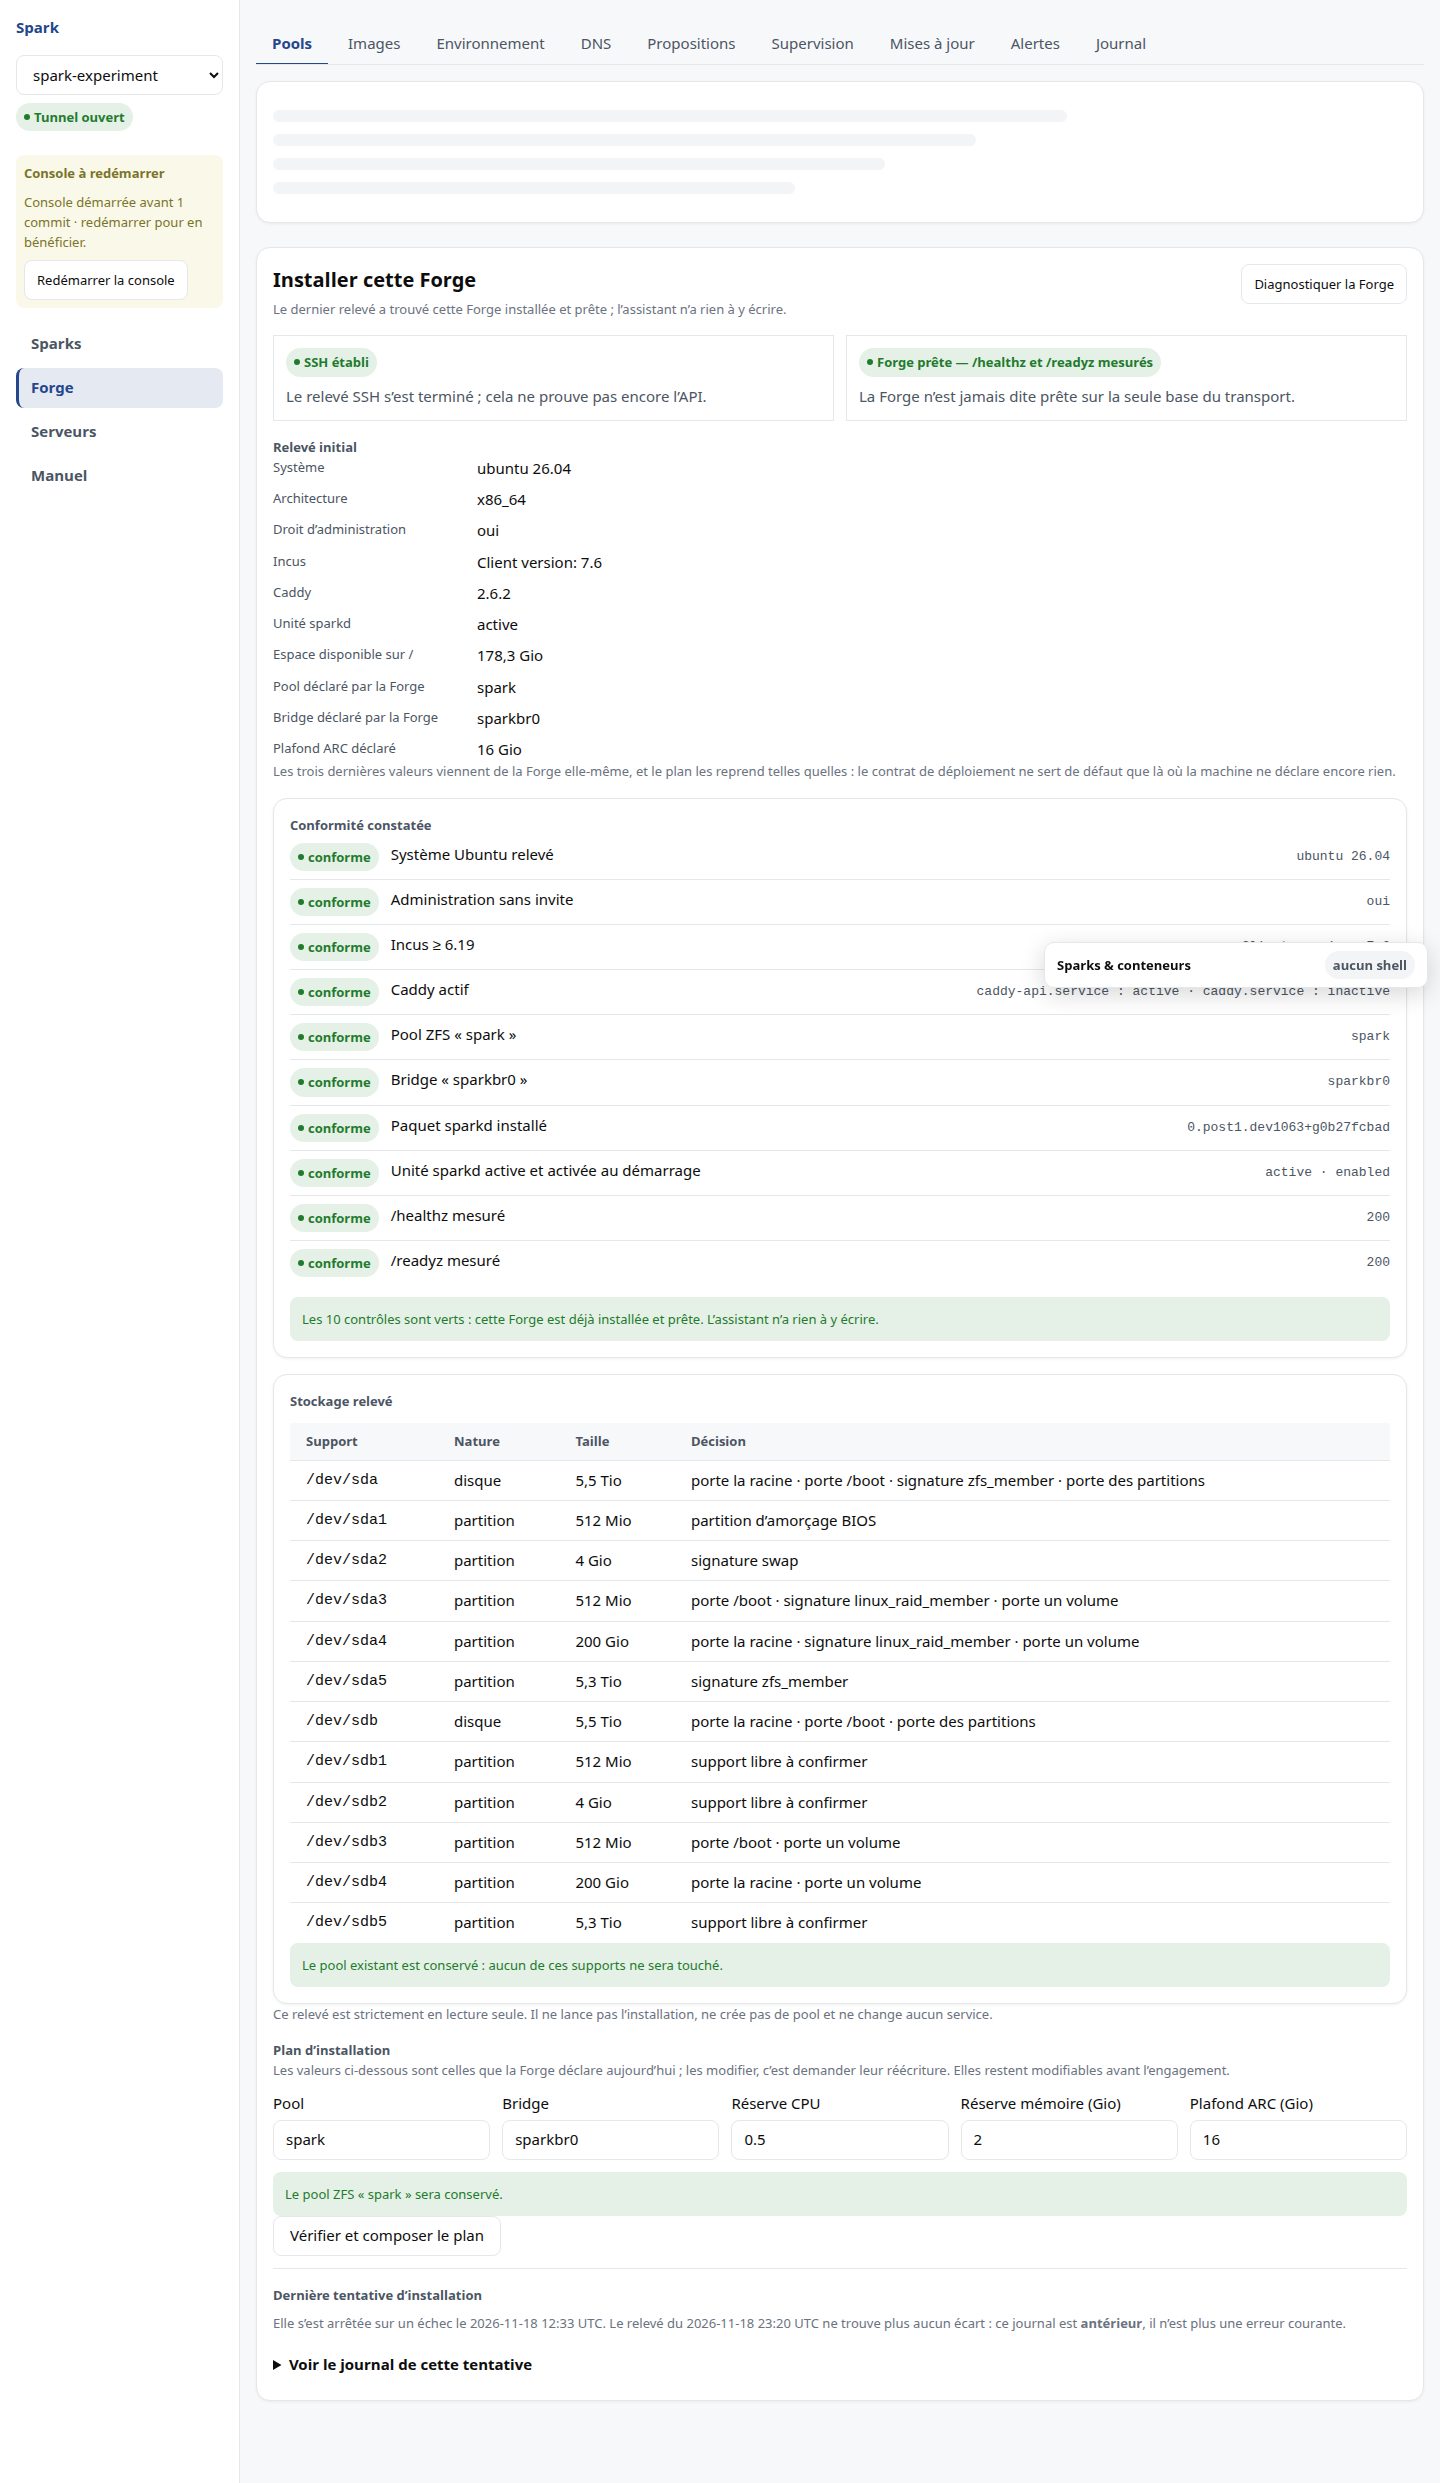 Spark
spark-experiment
Tunnel ouvert
Console à redémarrer
Console démarrée avant 1
commit · redémarrer pour en
bénéficier.
Redémarrer la console
Sparks
Forge
Serveurs
Manuel
Pools Images Environnement DNS Propositions Supervision Mises à jour Alertes Journal
Installer cette Forge
Diagnostiquer la Forge
Le dernier relevé a trouvé cette Forge installée et prête ; l’assistant n’a rien à y écrire.
SSH établi
Le relevé SSH s’est terminé ; cela ne prouve pas encore l’API.
Forge prête — /healthz et /readyz mesurés
La Forge n’est jamais dite prête sur la seule base du transport.
Relevé initial
Système ubuntu 26.04
Architecture x86_64
Droit d’administration oui
Incus Client version: 7.6
Caddy 2.6.2
Unité sparkd active
Espace disponible sur / 178,3 Gio
Pool déclaré par la Forge spark
Bridge déclaré par la Forge sparkbr0
Plafond ARC déclaré 16 Gio
Les trois dernières valeurs viennent de la Forge elle-même, et le plan les reprend telles quelles : le contrat de déploiement ne sert de défaut que là où la machine ne déclare encore rien.
Conformité constatée
conforme Système Ubuntu relevé ubuntu 26.04
conforme Administration sans invite oui
conforme Incus ≥ 6.19
Sparks & conteneurs aucun shell
conforme Caddy actif caddy-api.service : active · caddy.service : inactive
conforme Pool ZFS « spark » spark
conforme Bridge « sparkbr0 » sparkbr0
conforme Paquet sparkd installé 0.post1.dev1063+g0b27fcbad
conforme Unité sparkd active et activée au démarrage active · enabled
conforme /healthz mesuré 200
conforme /readyz mesuré 200
Les 10 contrôles sont verts : cette Forge est déjà installée et prête. L’assistant n’a rien à y écrire.
Stockage relevé
Support Nature Taille Décision
/dev/sda disque 5,5 Tio porte la racine · porte /boot · signature zfs_member · porte des partitions
/dev/sda1 partition 512 Mio partition d’amorçage BIOS
/dev/sda2 partition 4 Gio signature swap
/dev/sda3 partition 512 Mio porte /boot · signature linux_raid_member · porte un volume
/dev/sda4 partition 200 Gio porte la racine · signature linux_raid_member · porte un volume
/dev/sda5 partition 5,3 Tio signature zfs_member
/dev/sdb disque 5,5 Tio porte la racine · porte /boot · porte des partitions
/dev/sdb1 partition 512 Mio support libre à confirmer
/dev/sdb2 partition 4 Gio support libre à confirmer
/dev/sdb3 partition 512 Mio porte /boot · porte un volume
/dev/sdb4 partition 200 Gio porte la racine · porte un volume
/dev/sdb5 partition 5,3 Tio support libre à confirmer
Le pool existant est conservé : aucun de ces supports ne sera touché.
Ce relevé est strictement en lecture seule. Il ne lance pas l’installation, ne crée pas de pool et ne change aucun service.
Plan d’installation
Les valeurs ci-dessous sont celles que la Forge déclare aujourd’hui ; les modifier, c’est demander leur réécriture. Elles restent modifiables avant l’engagement.
Pool Bridge Réserve CPU Réserve mémoire (Gio) Plafond ARC (Gio)
spark sparkbr0 0.5 2 16
Le pool ZFS « spark » sera conservé.
Vérifier et composer le plan
Dernière tentative d’installation
Elle s’est arrêtée sur un échec le 2026-11-18 12:33 UTC. Le relevé du 2026-11-18 23:20 UTC ne trouve plus aucun écart : ce journal est antérieur, il n’est plus une erreur courante.
Voir le journal de cette tentative